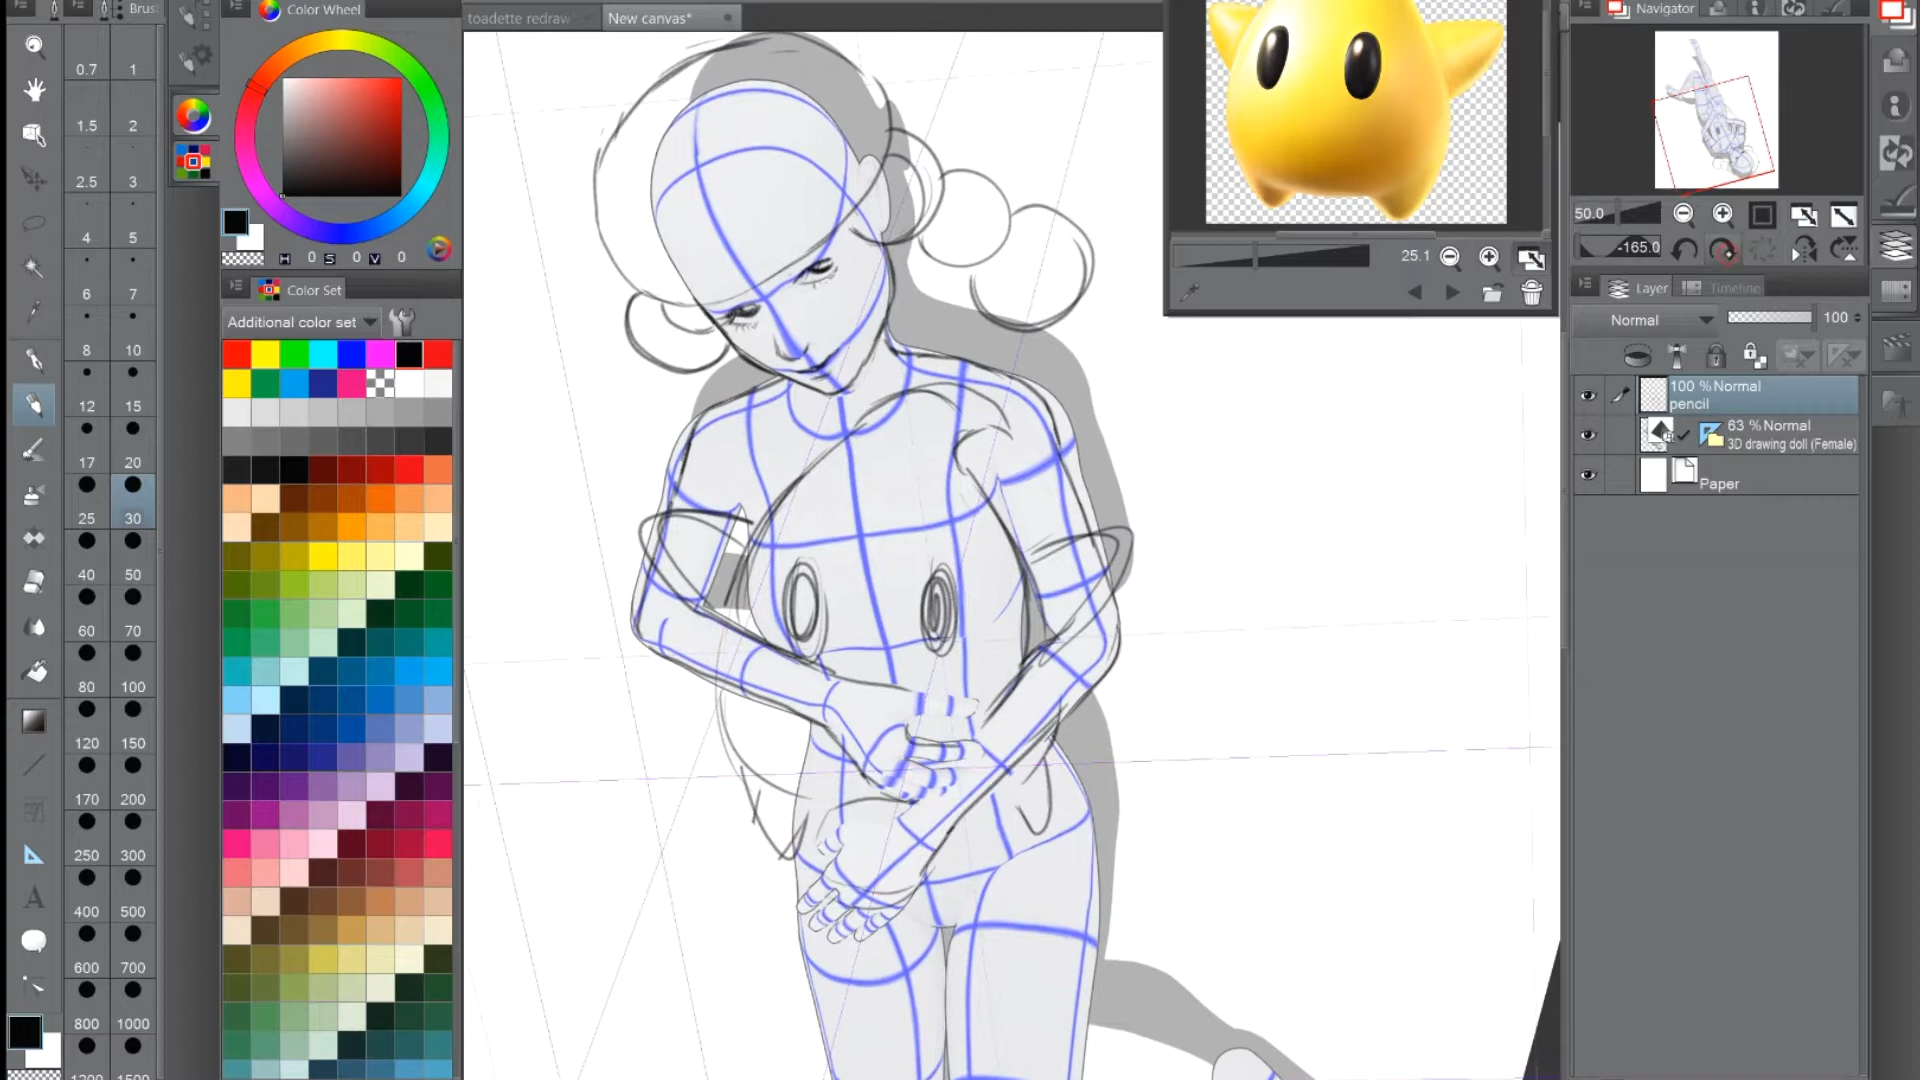 Brus
Color Wheel
toadette redraw
New canvas*
Navigator
0.7 1
1.5 2
2.5 3
4 5
6 7
8 10
12 15
17 20
25 30
40 50
60 70
80 100
120 150
170 200
250 300
400 500
600 700
800 1000
1200 1500
H 0 S 0 V 0
Color Set
Additional color set
25.1
50.0
-165.0
Layer
Timeline
Normal
100
100 % Normal
pencil
63 % Normal
3D drawing doll (Female)
Paper
A